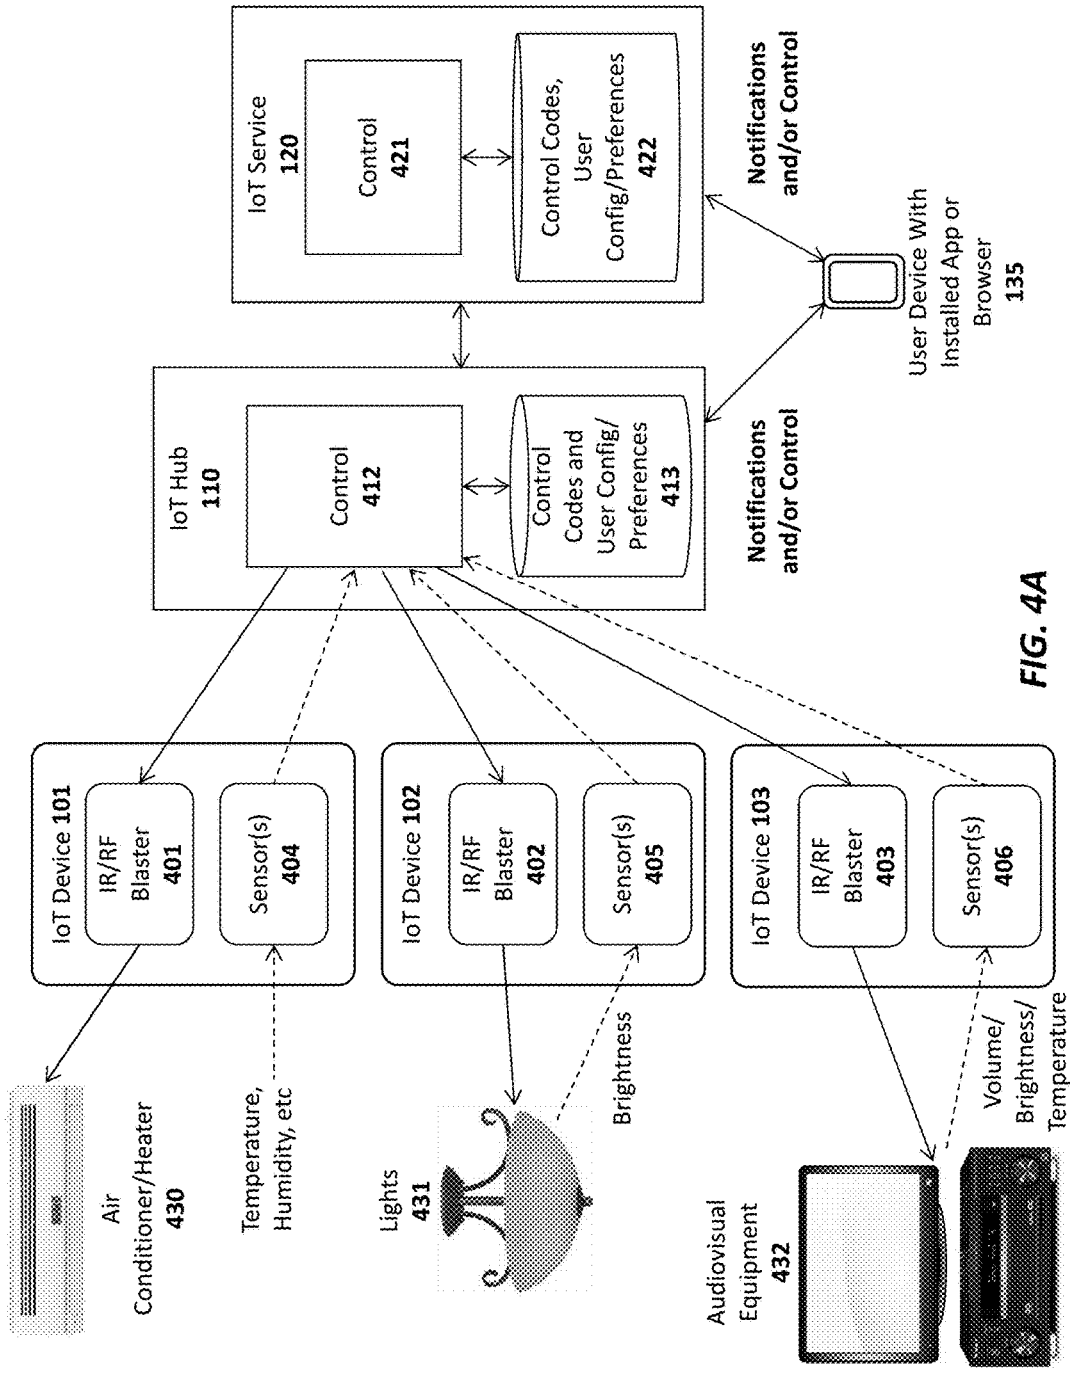 Air
Conditioner/Heater
430
Temperature,
Humidity, etc
Lights
431
Brightness
Audiovisual
Equipment
432
Volume/
Brightness/
Temperature
IoT Device 101
IR/RF
Blaster
401
Sensor(s)
404
IoT Device 102
IR/RF
Blaster
402
Sensor(s)
405
IoT Device 103
IR/RF
Blaster
403
Sensor(s)
406
IoT Hub
110
Control
412
Control
Codes and
User Config/
Preferences
413
Notifications
and/or Control
IoT Service
120
Control
421
Control Codes,
User
Config/Preferences
422
Notifications
and/or Control
User Device With
Installed App or
Browser
135
FIG. 4A